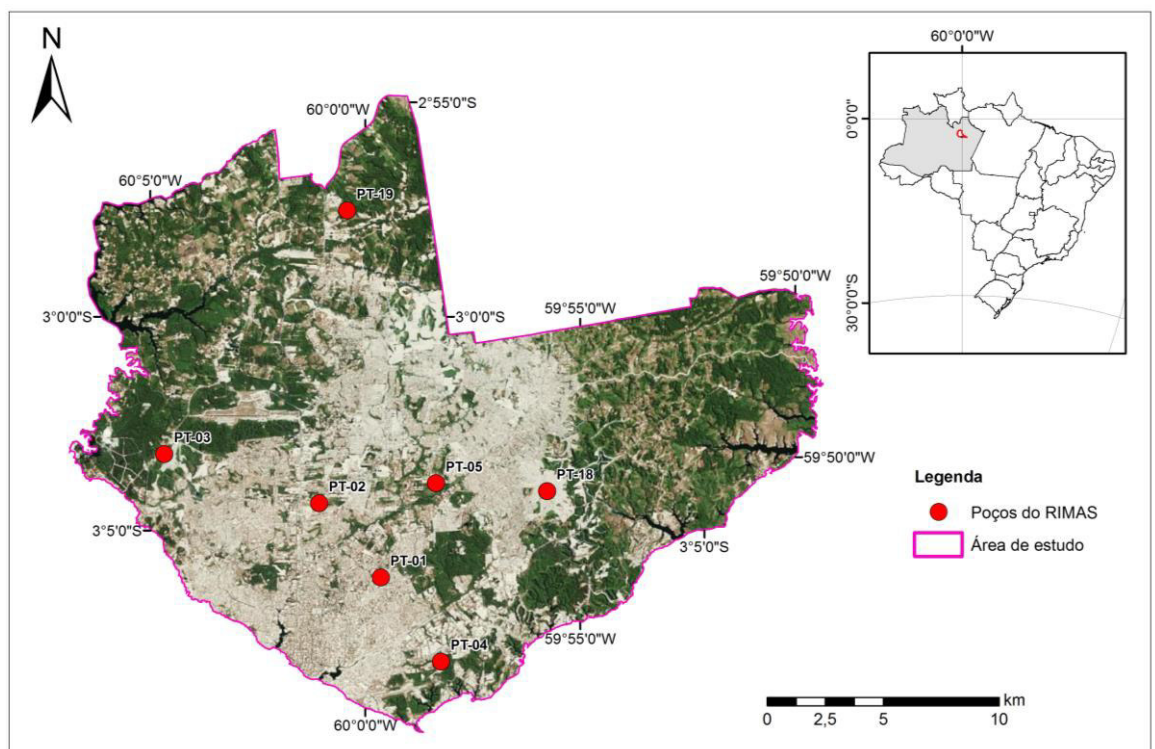 N
60°0'0"W
2°55'0"S
60°0'0"W
0°0'0"
60°5'0"W
PT-19
59°50'0"W
59°55'0"W
3°0'0"S
3°0'0"S
30°0'0"S
PT-03
59°50'0"W
PT-05
PT-18
PT-02
Legenda
Poços do RIMAS
3°5'0"S
3°5'0"S
Área de estudo
PT-01
59°55'0"W
PT-04
km
0 2,5 5 10
60°0'0"W